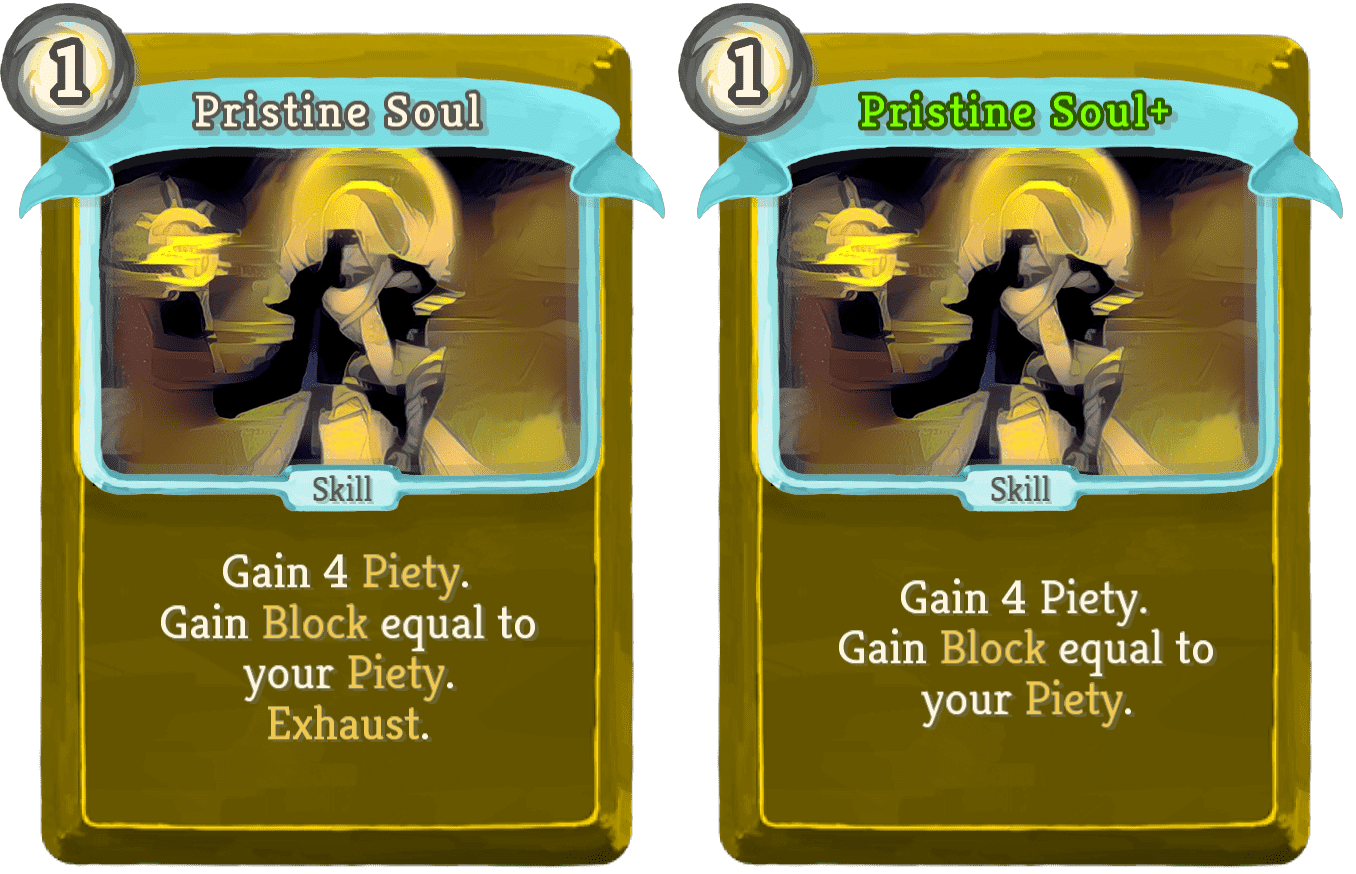 1
Pristine Soul
Skill
Gain 4 Piety.
Gain Block equal to
your Piety.
Exhaust.
1
Pristine Soul+
Skill
Gain 4 Piety.
Gain Block equal to
your Piety.